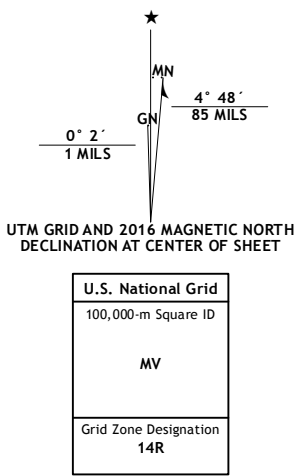 ★
MN
4° 48´
85 MILS
GN
0° 2´
1 MILS
UTM GRID AND 2016 MAGNETIC NORTH
DECLINATION AT CENTER OF SHEET
U.S. National Grid
100,000-m Square ID
MV
Grid Zone Designation
14R